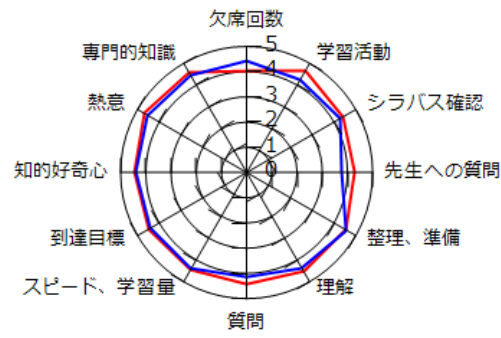 欠席回数
学習活動
シラバス確認
先生への質問
整理、準備
理解
質問
スピード、学習量
到達目標
知的好奇心
熱意
専門的知識
5
4
3
2
1
0